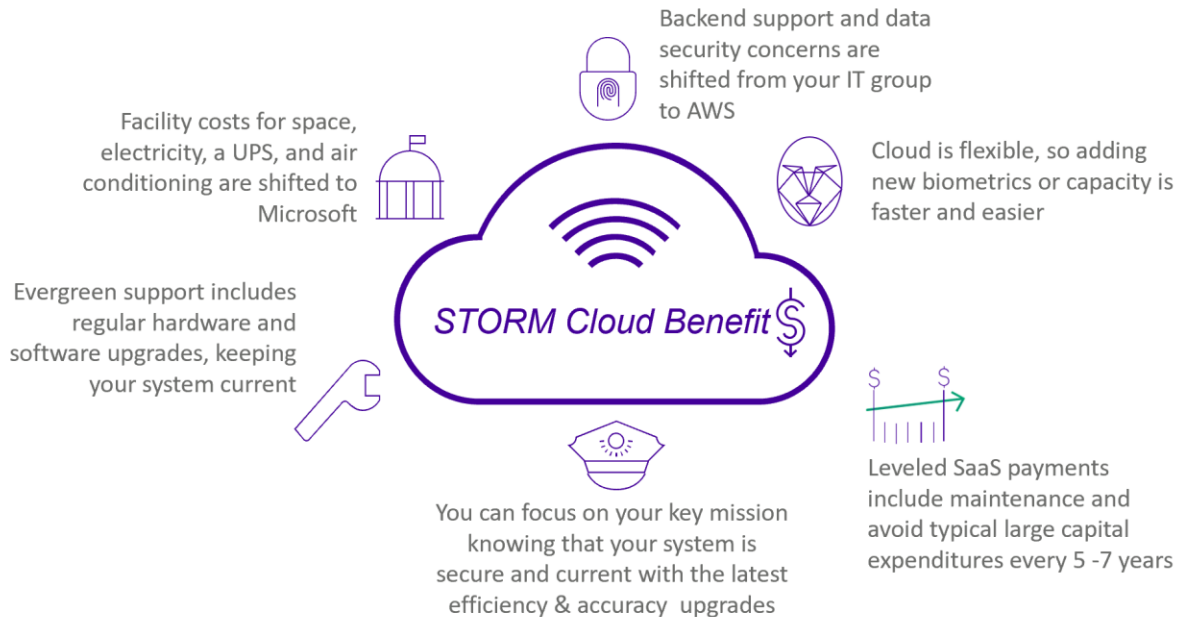 Backend support and data
security concerns are
shifted from your IT group
to AWS
Facility costs for space,
electricity, a UPS, and air
conditioning are shifted to
Microsoft
Cloud is flexible, so adding
new biometrics or capacity is
faster and easier
STORM Cloud Benefit$
Evergreen support includes
regular hardware and
software upgrades, keeping
your system current
$ $
Leveled SaaS payments
include maintenance and
avoid typical large capital
expenditures every 5 -7 years
You can focus on your key mission
knowing that your system is
secure and current with the latest
efficiency & accuracy upgrades